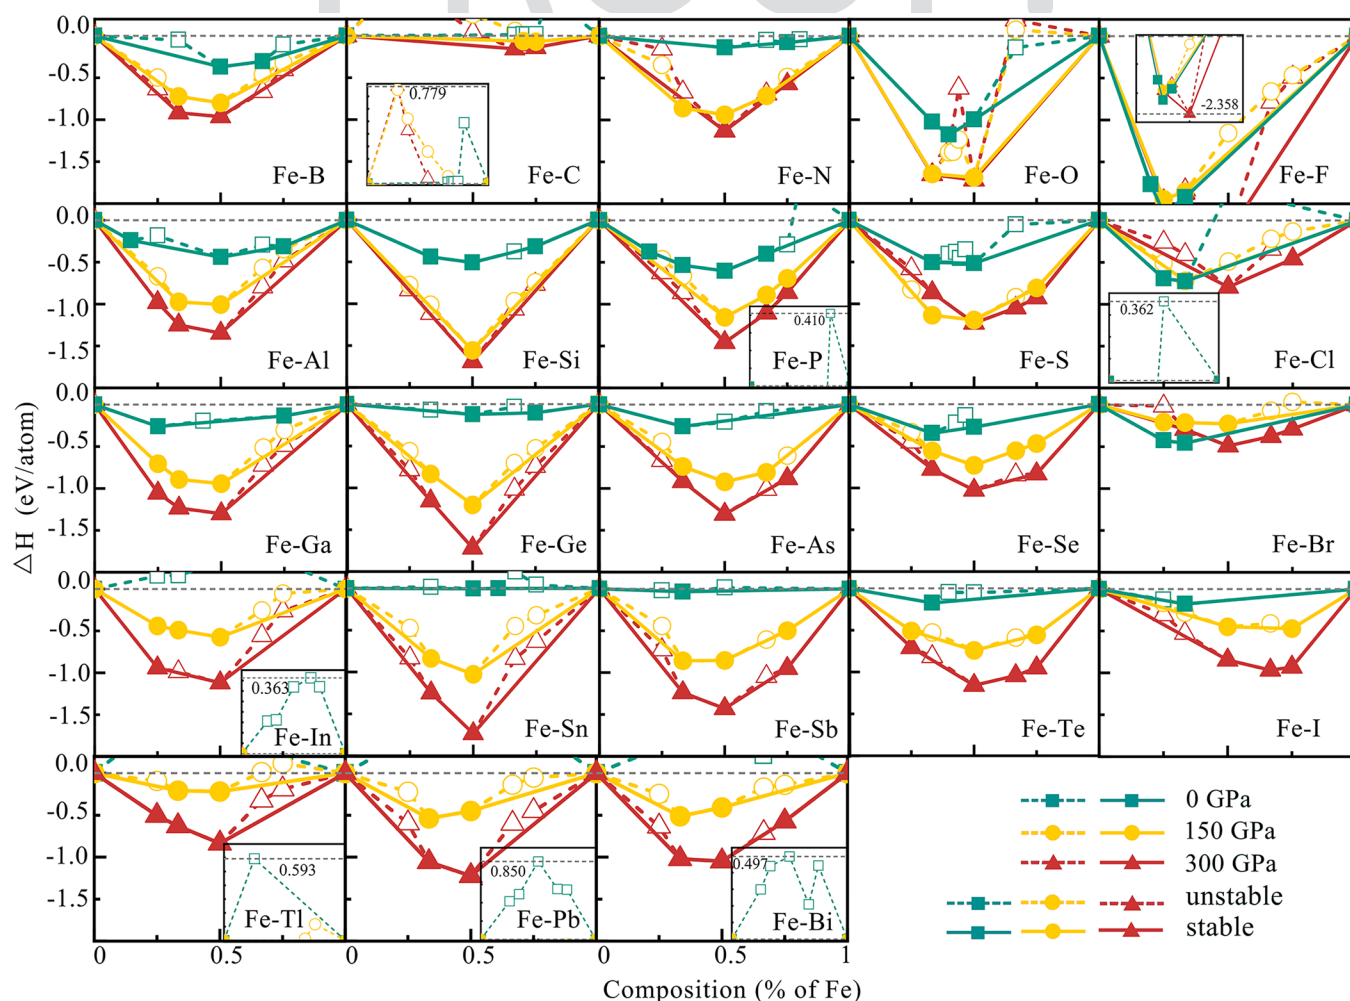 PROOF
0.0
-0.5
-1.0
-1.5
0.779
-2.358
Fe-B
Fe-C
Fe-N
Fe-O
Fe-F
0.0
-0.5
-1.0
-1.5
0.410
0.362
Fe-Al
Fe-Si
Fe-P
Fe-S
Fe-Cl
0.0
-0.5
-1.0
-1.5
Fe-Ga
Fe-Ge
Fe-As
Fe-Se
Fe-Br
△H (eV/atom)
0.0
-0.5
-1.0
-1.5
0.363
Fe-In
Fe-Sn
Fe-Sb
Fe-Te
Fe-I
0.0
-0.5
-1.0
-1.5
0.593
0.850
0.497
Fe-Tl
Fe-Pb
Fe-Bi
0 GPa
150 GPa
300 GPa
unstable
stable
0 0.5 0 0.5 0 0.5 1
Composition (% of Fe)